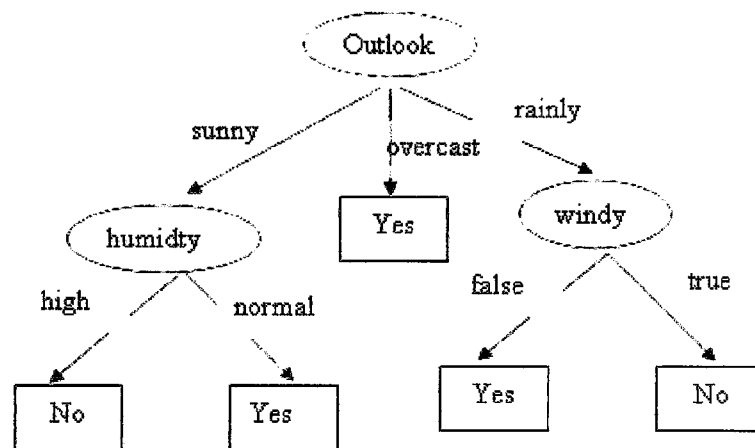 Outlook
sunny
overcast
rainly
humidty
Yes
windy
high
normal
false
true
No
Yes
Yes
No